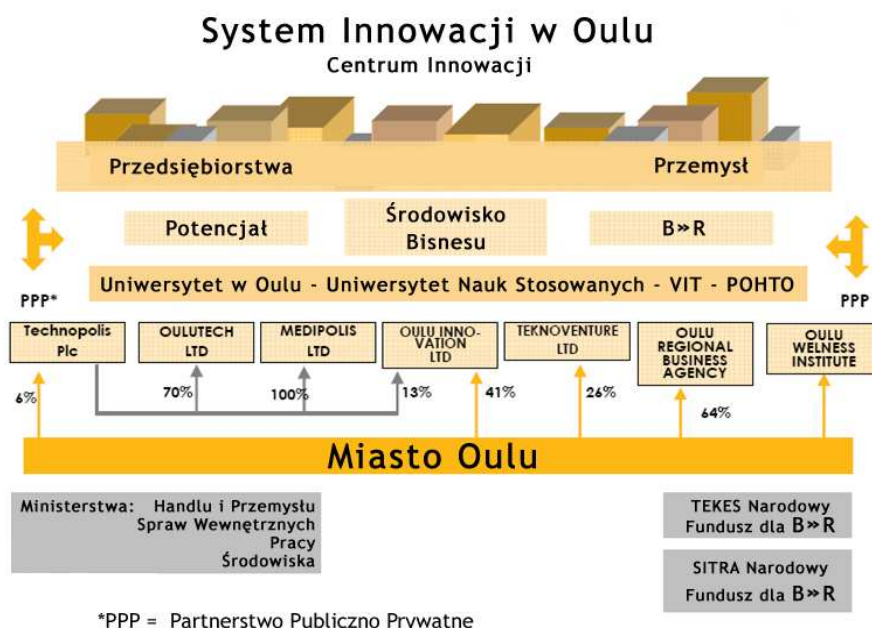 System Innowacji w Oulu
Centrum Innowacji
Przedsiębiorstwa
Przemysł
Potencjał
Środowisko
Bisnesu
B»R
Uniwersytet w Oulu - Uniwersytet Nauk Stosowanych - VIT - POHTO
PPP*
PPP
Technopolis
Plc
OULUTECH
LTD
MEDIPOLIS
LTD
OULU INNO-
VATION
LTD
TEKNOVENTURE
LTD
OULU
REGIONAL
BUSINESS
AGENCY
OULU
WELNESS
INSTITUTE
6%
70%
100%
13%
41%
26%
64%
Miasto Oulu
Ministerstwa: Handlu i Przemysłu
Spraw Wewnętrznych
Pracy
Środowiska
TEKES Narodowy
Fundusz dla B»R
SITRA Narodowy
Fundusz dla B»R
*PPP = Partnerstwo Publiczno Prywatne